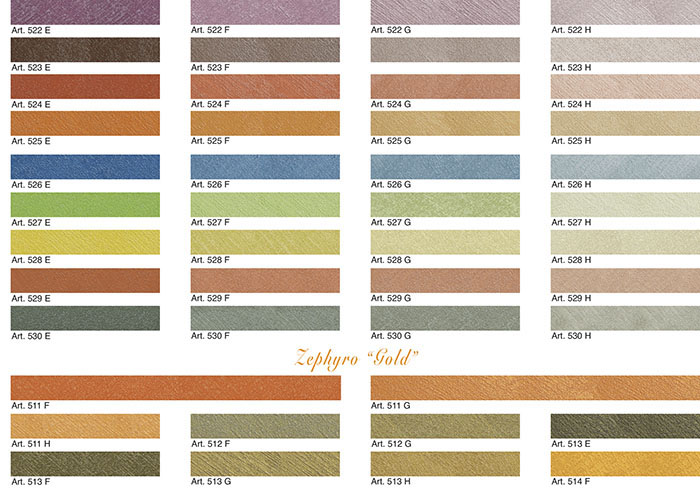 Art. 522 E Art. 522 F Art. 522 G Art. 522 H
Art. 523 E Art. 523 F Art. 523 G Art. 523 H
Art. 524 E Art. 524 F Art. 524 G Art. 524 H
Art. 525 E Art. 525 F Art. 525 G Art. 525 H
Art. 526 E Art. 526 F Art. 526 G Art. 526 H
Art. 527 E Art. 527 F Art. 527 G Art. 527 H
Art. 528 E Art. 528 F Art. 528 G Art. 528 H
Art. 529 E Art. 529 F Art. 529 G Art. 529 H
Art. 530 E Art. 530 F Art. 530 G Art. 530 H
Zephyro “Gold”
Art. 511 F Art. 511 G
Art. 511 H Art. 512 F Art. 512 G Art. 513 E
Art. 513 F Art. 513 G Art. 513 H Art. 514 F